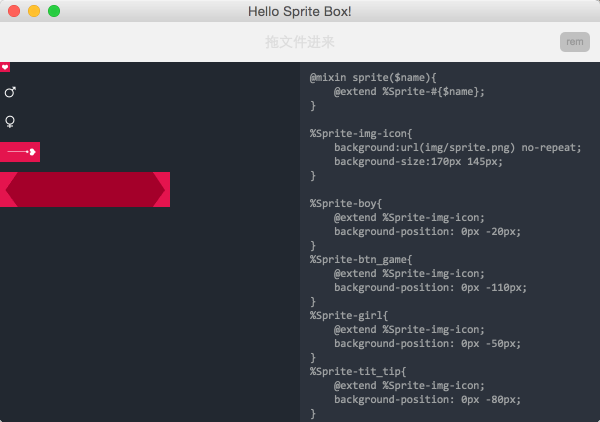 Hello Sprite Box!
拖文件进来
rem
@mixin sprite($name){
    @extend %Sprite-#{$name};
}
%Sprite-img-icon{
    background:url(img/sprite.png) no-repeat;
    background-size:170px 145px;
}
%Sprite-boy{
    @extend %Sprite-img-icon;
    background-position: 0px -20px;
}
%Sprite-btn_game{
    @extend %Sprite-img-icon;
    background-position: 0px -110px;
}
%Sprite-girl{
    @extend %Sprite-img-icon;
    background-position: 0px -50px;
}
%Sprite-tit_tip{
    @extend %Sprite-img-icon;
    background-position: 0px -80px;
}